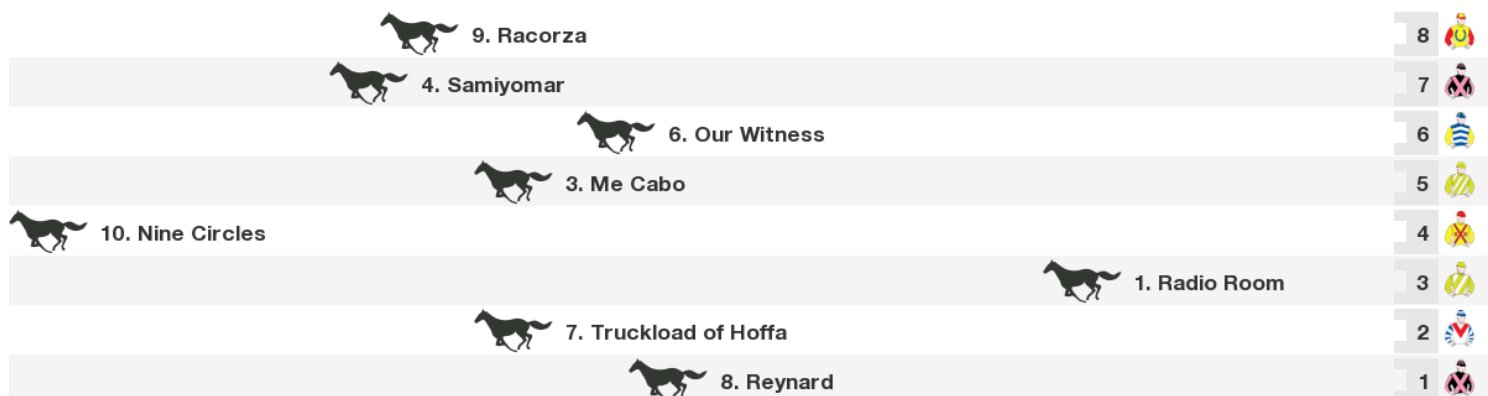 9. Racorza 8
4. Samiyomar 7
6. Our Witness 6
3. Me Cabo 5
10. Nine Circles 4
1. Radio Room 3
7. Truckload of Hoffa 2
8. Reynard 1